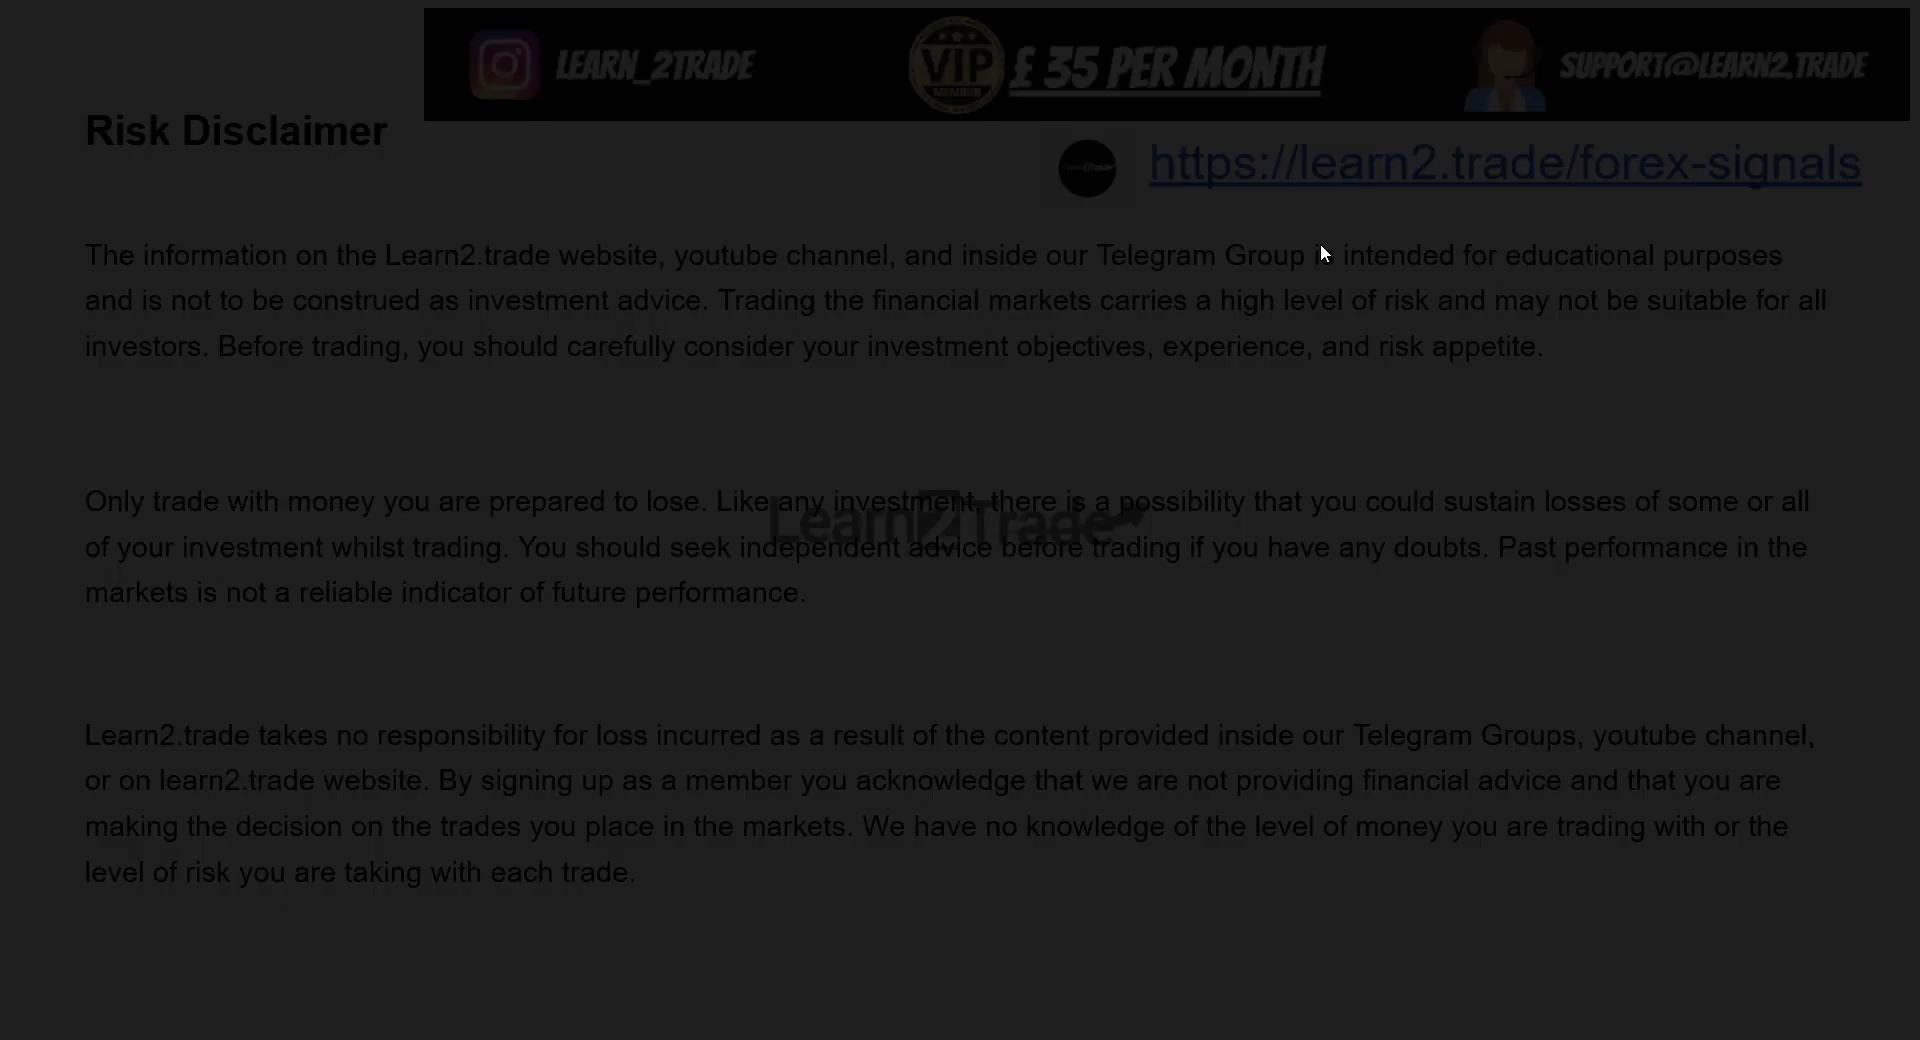 LEARN_2TRADE
VIP
MEMBER
£ 35 PER MONTH
SUPPORT@LEARN2.TRADE
Risk Disclaimer
https://learn2.trade/forex-signals
The information on the Learn2.trade website, youtube channel, and inside our Telegram Group is intended for educational purposes
and is not to be construed as investment advice. Trading the financial markets carries a high level of risk and may not be suitable for all
investors. Before trading, you should carefully consider your investment objectives, experience, and risk appetite.
Only trade with money you are prepared to lose. Like any investment, there is a possibility that you could sustain losses of some or all
of your investment whilst trading. You should seek independent advice before trading if you have any doubts. Past performance in the
markets is not a reliable indicator of future performance.
Learn2Trade
Learn2.trade takes no responsibility for loss incurred as a result of the content provided inside our Telegram Groups, youtube channel,
or on learn2.trade website. By signing up as a member you acknowledge that we are not providing financial advice and that you are
making the decision on the trades you place in the markets. We have no knowledge of the level of money you are trading with or the
level of risk you are taking with each trade.